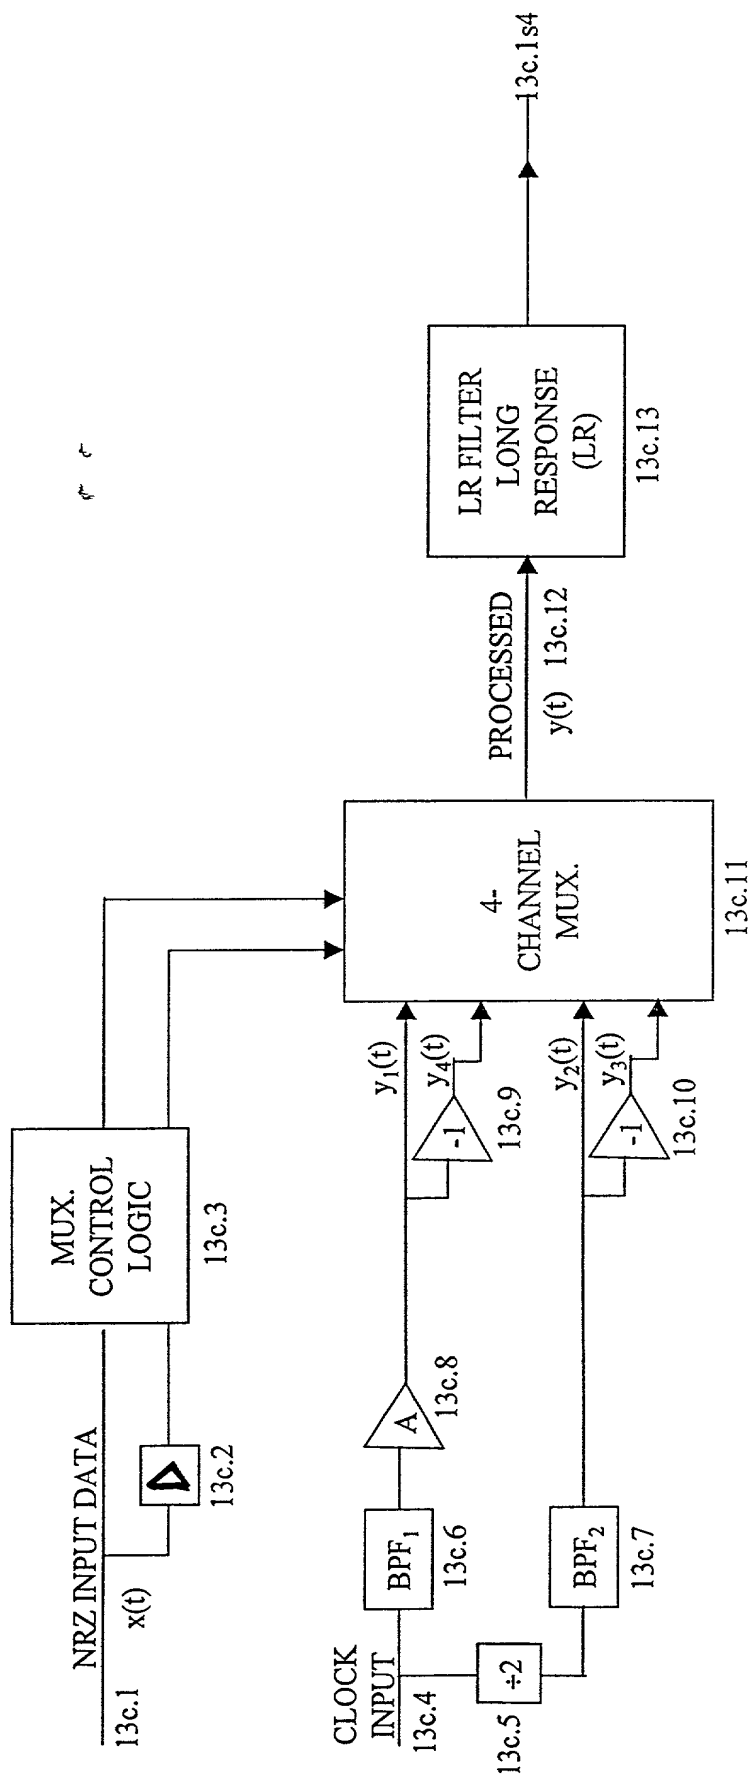 NRZ INPUT DATA
13c.1
x(t)
Δ
13c.2
MUX.
CONTROL
LOGIC
13c.3
CLOCK
INPUT
13c.4
13c.5
÷2
BPF₁
13c.6
BPF₂
13c.7
A
13c.8
y₁(t)
y₄(t)
-1
13c.9
y₂(t)
y₃(t)
-1
13c.10
4-
CHANNEL
MUX.
13c.11
PROCESSED
y(t) 13c.12
LR FILTER
LONG
RESPONSE
(LR)
13c.13
13c.1s4